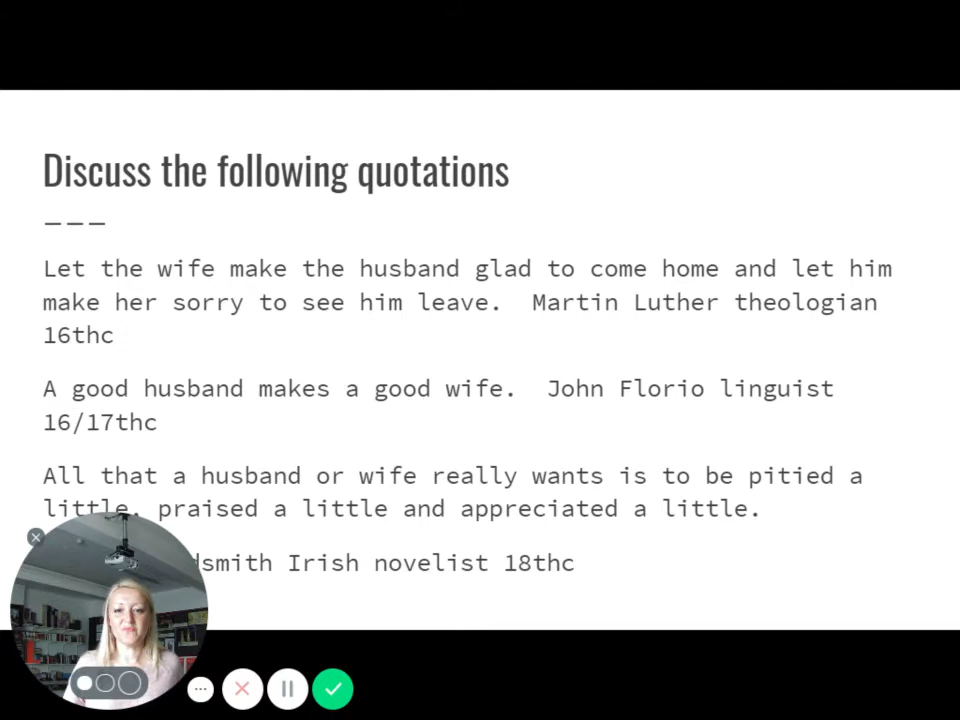 Discuss the following quotations
———
Let the wife make the husband glad to come home and let him
make her sorry to see him leave.  Martin Luther theologian
16thc
A good husband makes a good wife.  John Florio linguist
16/17thc
All that a husband or wife really wants is to be pitied a
little, praised a little and appreciated a little.
Irish novelist 18thc